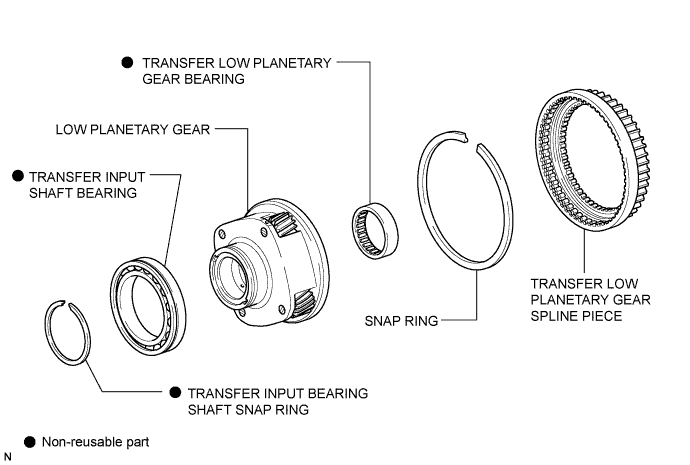 ● TRANSFER LOW PLANETARY
GEAR BEARING
LOW PLANETARY GEAR
● TRANSFER INPUT
SHAFT BEARING
TRANSFER LOW
PLANETARY GEAR
SPLINE PIECE
SNAP RING
● TRANSFER INPUT BEARING
SHAFT SNAP RING
● Non-reusable part
N